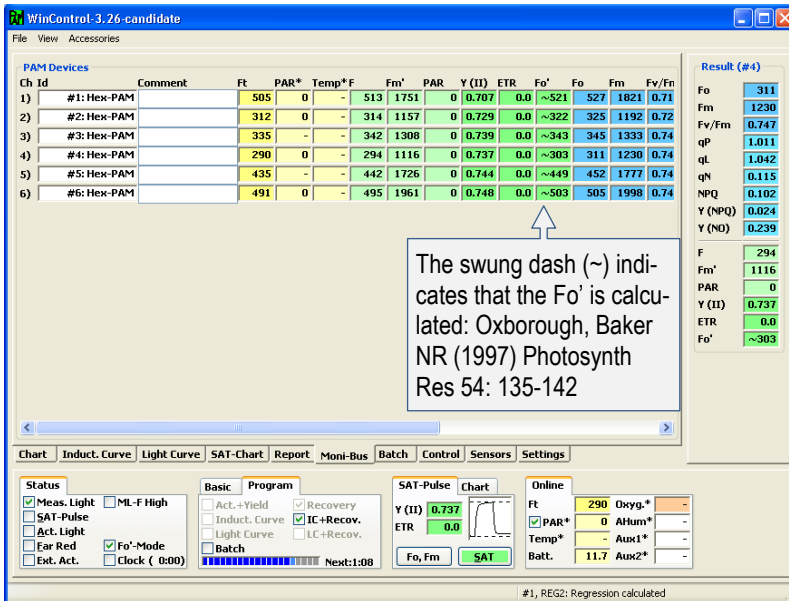 WinControl-3.26-candidate
File View Accessories
PAM Devices
Ch Id Comment Ft PAR* Temp* F Fm' PAR Y (II) ETR Fo' Fo Fm Fv/Fm
1) #1: Hex-PAM 505 0 - 513 1751 0 0.707 0.0 ~521 527 1821 0.71
2) #2: Hex-PAM 312 0 - 314 1157 0 0.729 0.0 ~322 325 1192 0.72
3) #3: Hex-PAM 335 - - 342 1308 0 0.739 0.0 ~343 345 1333 0.74
4) #4: Hex-PAM 290 0 - 294 1116 0 0.737 0.0 ~303 311 1230 0.74
5) #5: Hex-PAM 435 - - 442 1726 0 0.744 0.0 ~449 452 1777 0.74
6) #6: Hex-PAM 491 0 - 495 1961 0 0.748 0.0 ~503 505 1998 0.74
The swung dash (~) indi-
cates that the Fo’ is calcu-
lated: Oxborough, Baker
NR (1997) Photosynth
Res 54: 135-142
Result (#4)
Fo 311
Fm 1230
Fv/Fm 0.747
qP 1.011
qL 1.042
qN 0.115
NPQ 0.102
Y (NPQ) 0.024
Y (NO) 0.239
F 294
Fm' 1116
PAR 0
Y (II) 0.737
ETR 0.0
Fo' ~303
Chart Induct. Curve Light Curve SAT-Chart Report Moni-Bus Batch Control Sensors Settings
Status
Meas. Light ML-F High
SAT-Pulse
Act. Light
Far Red Fo'-Mode
Ext. Act. Clock ( 0:00)
Basic Program
Act.+Yield Recovery
Induct. Curve IC+Recov.
Light Curve LC+Recov.
Batch
Next:1:08
SAT-Pulse Chart
Y (II) 0.737
ETR 0.0
Fo, Fm SAT
Online
Ft 290 Oxyg.* -
PAR* 0 AHum* -
Temp* - Aux1* -
Batt. 11.7 Aux2* -
#1, REG2: Regression calculated